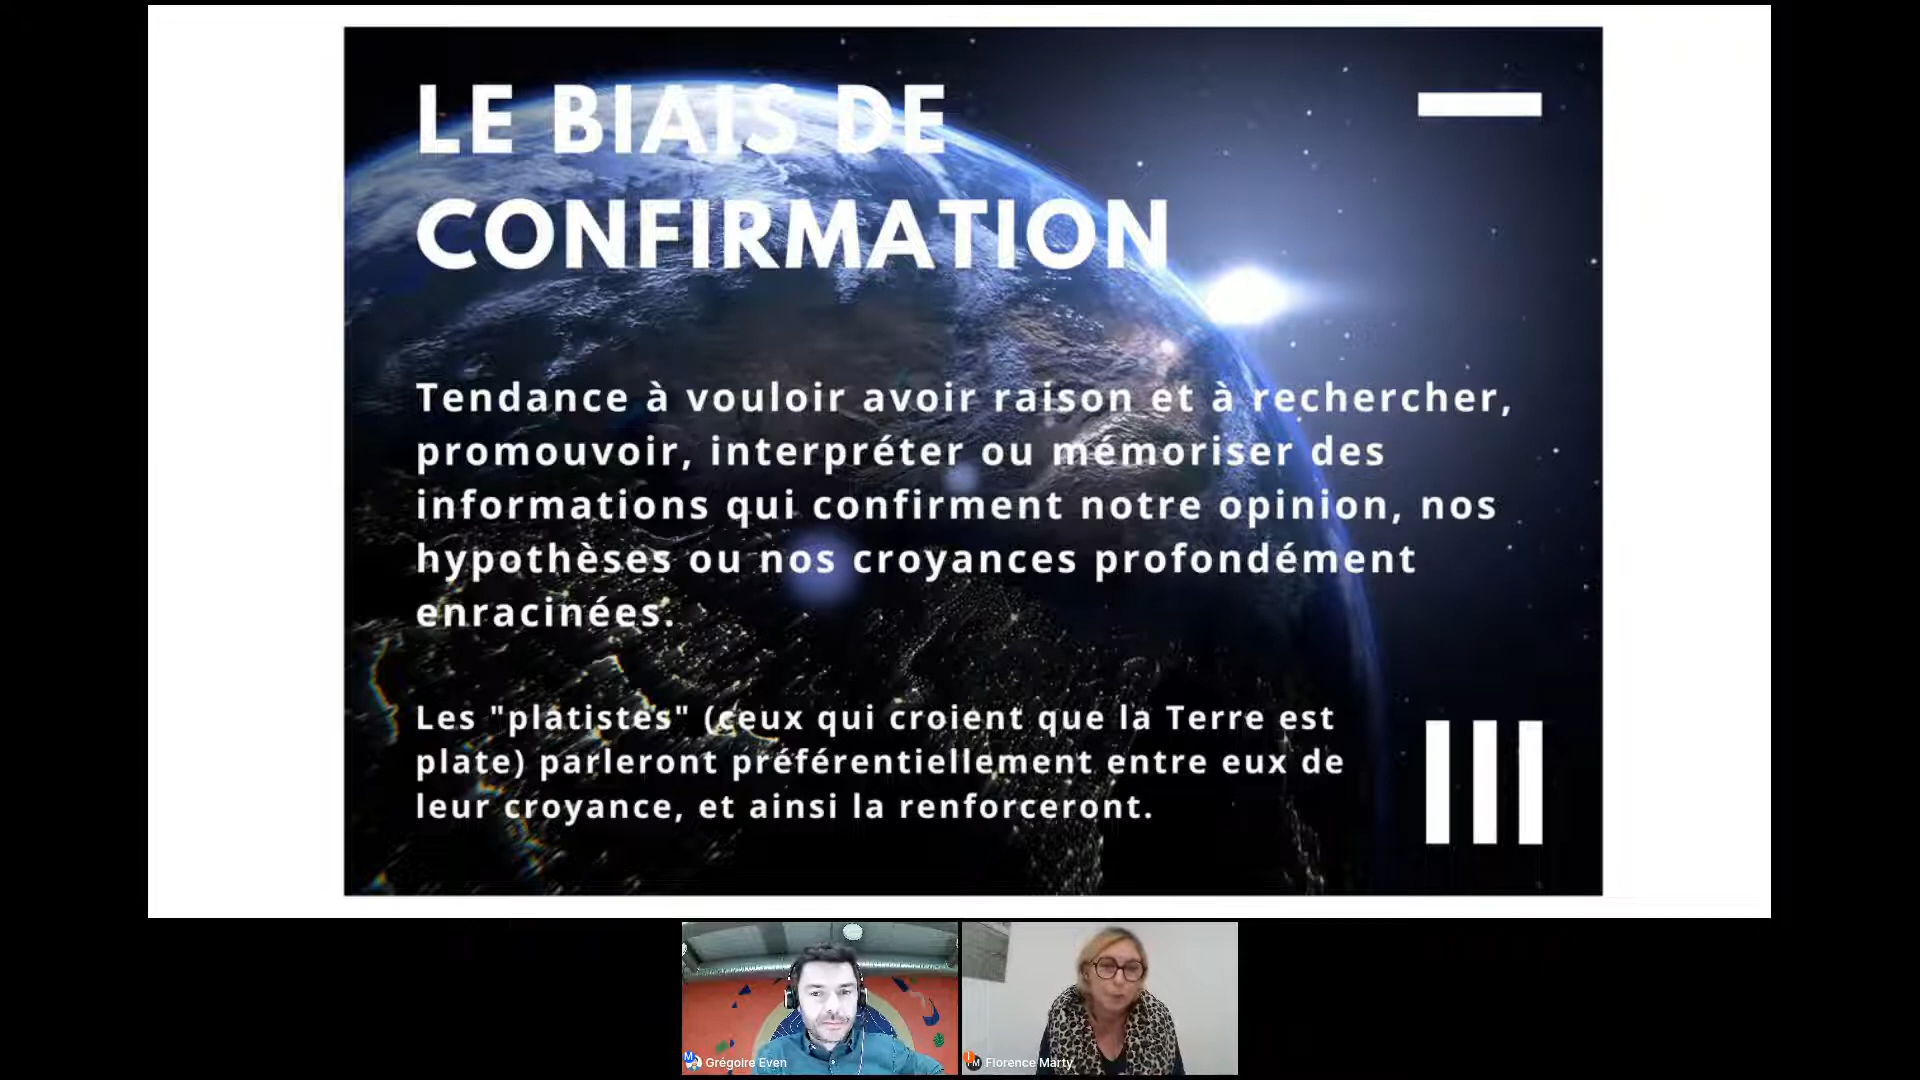 LE BIAIS DE
CONFIRMATION
Tendance à vouloir avoir raison et à rechercher,
promouvoir, interpréter ou mémoriser des
informations qui confirment notre opinion, nos
hypothèses ou nos croyances profondément
enracinées.
Les "platistes" (ceux qui croient que la Terre est
plate) parleront préférentiellement entre eux de
leur croyance, et ainsi la renforceront.
Grégoire Even
Florence Marty